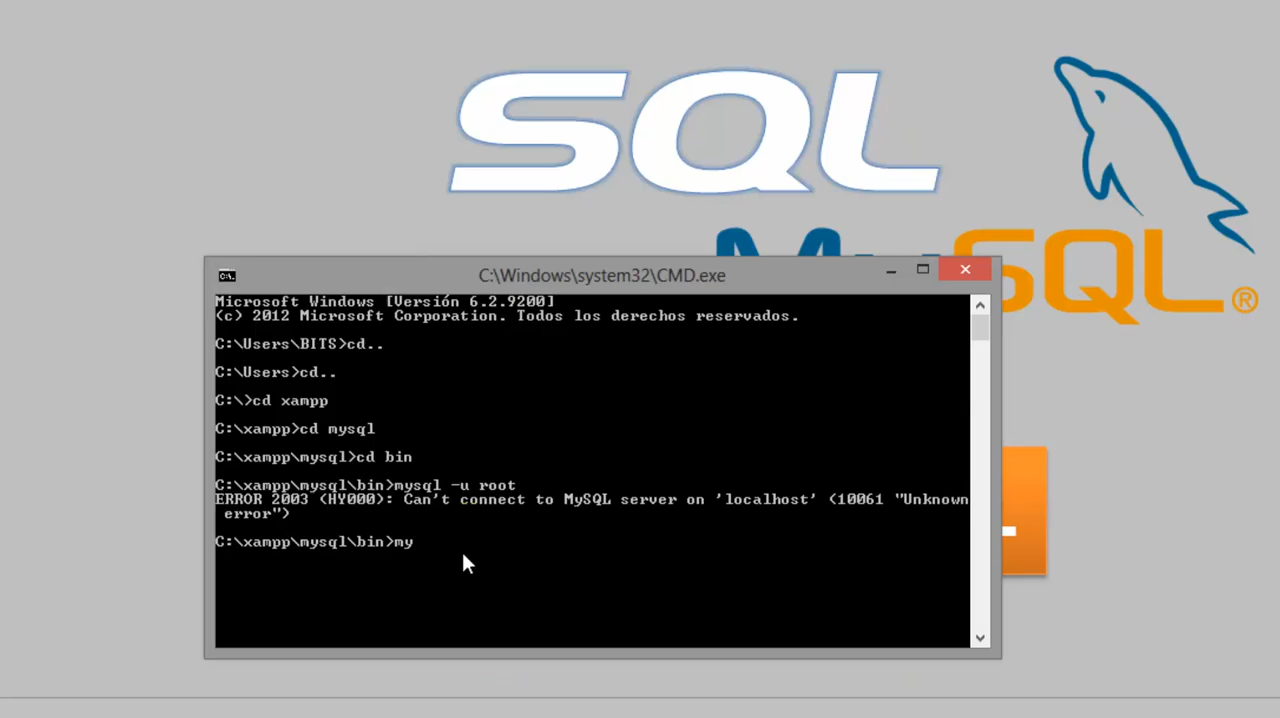 SQL
MySQL®
C:\Windows\system32\CMD.exe
Microsoft Windows [Versión 6.2.9200]
(c) 2012 Microsoft Corporation. Todos los derechos reservados.
C:\Users\BITS>cd..
C:\Users>cd..
C:\>cd xampp
C:\xampp>cd mysql
C:\xampp\mysql>cd bin
C:\xampp\mysql\bin>mysql -u root
ERROR 2003 (HY000): Can't connect to MySQL server on 'localhost' (10061 "Unknown
error")
C:\xampp\mysql\bin>my